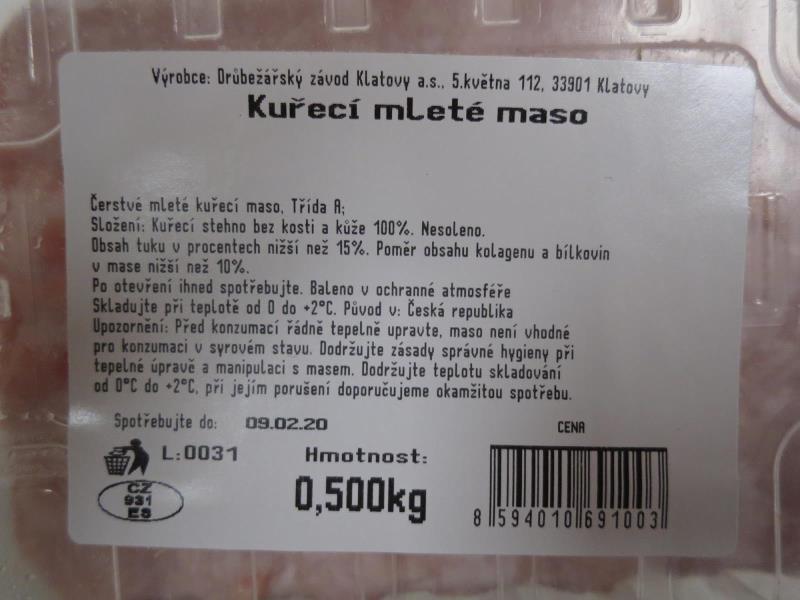 Výrobce: Drůbežářský závod Klatovy a.s., 5.května 112, 33901 Klatovy
Kuřecí mleté maso
Čerstvé mleté kuřecí maso, Třída A;
Složení: Kuřecí stehno bez kosti a kůže 100%. Nesoleno.
Obsah tuku v procentech nižší než 15%. Poměr obsahu kolagenu a bílkovin
v mase nižší než 10%.
Po otevření ihned spotřebujte. Baleno v ochranné atmosféře
Skladujte při teplotě od 0 do +2°C. Původ v: Česká republika
Upozornění: Před konzumací řádně tepelně upravte, maso není vhodné
pro konzumaci v syrovém stavu. Dodržujte zásady správné hygieny při
tepelné úpravě a manipulaci s masem. Dodržujte teplotu skladování
od 0°C do +2°C, při jejím porušení doporučujeme okamžitou spotřebu.
Spotřebujte do: 09.02.20
CENA
L:0031 Hmotnost:
CZ
931
ES
0,500kg
8 594010 691003